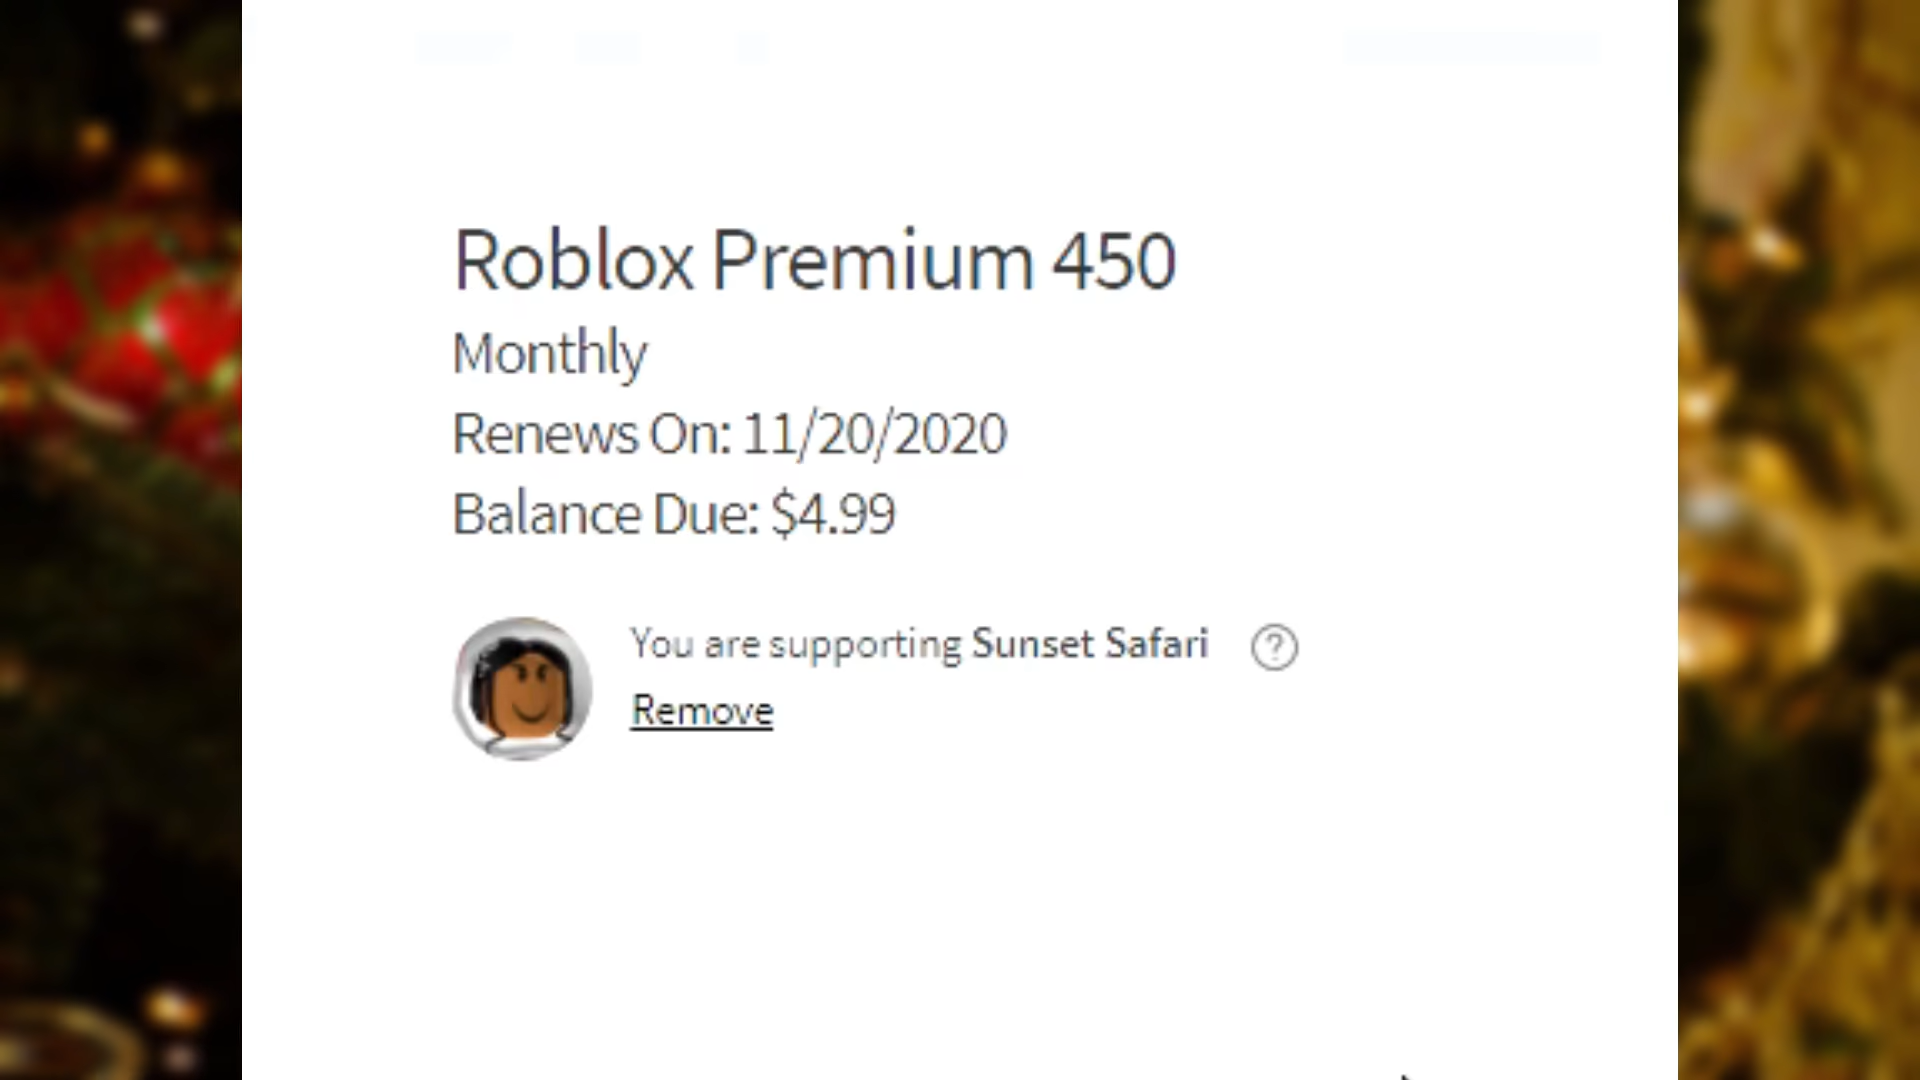 Roblox Premium 450
Monthly
Renews On: 11/20/2020
Balance Due: $4.99
You are supporting Sunset Safari ?
Remove